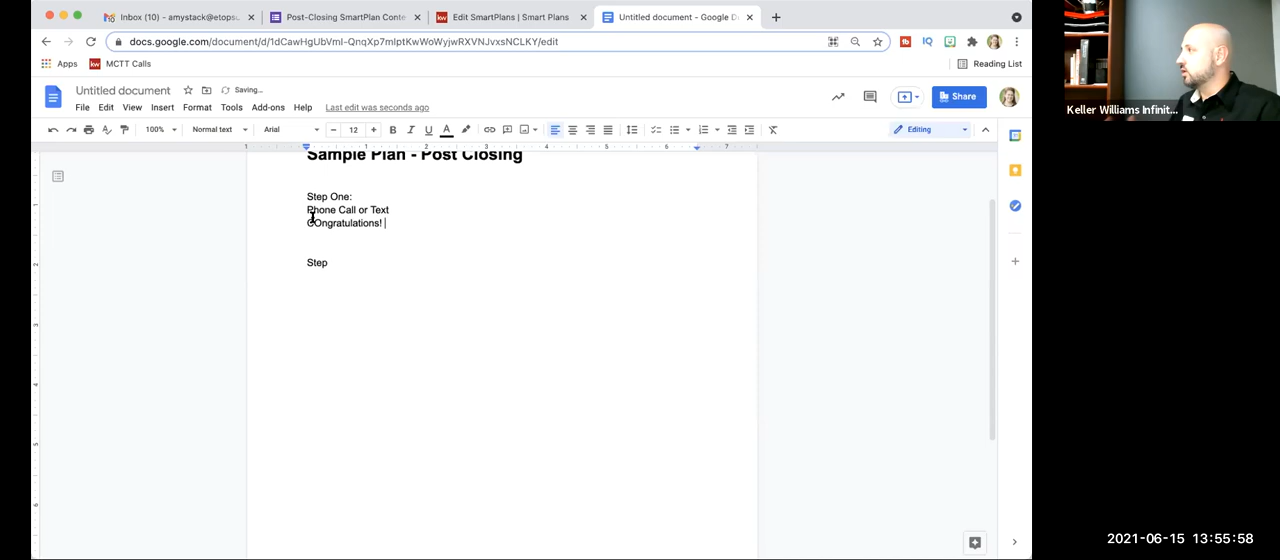 Inbox (10) - amystack@etopsu
Post-Closing SmartPlan Conte
Edit SmartPlans | Smart Plans
Untitled document - Google D
docs.google.com/document/d/1dCawHgUbVmI-QnqXp7mlptKwWoWyjwRXVNJvxsNCLKY/edit
Apps
kw MCTT Calls
Reading List
Untitled document
Saving...
File Edit View Insert Format Tools Add-ons Help
Last edit was seconds ago
Share
100% Normal text Arial 12
Editing
Sample Plan - Post Closing
Step One:
Phone Call or Text
COngratulations!
Step
Keller Williams Infinit...
2021-06-15 13:55:58